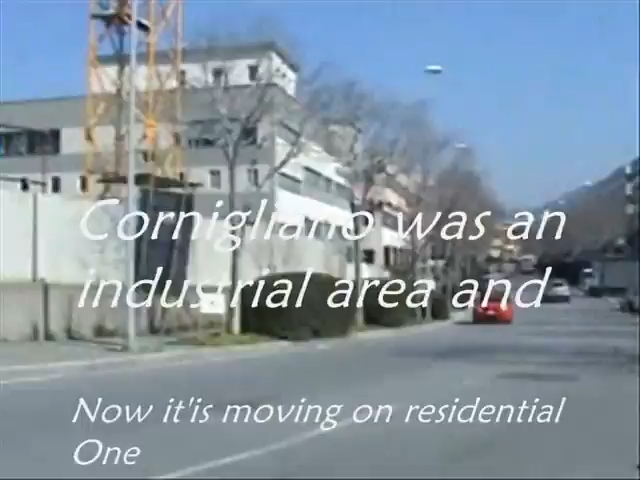 Cornigliano was an
industrial area and
Now it'is moving on residential
One